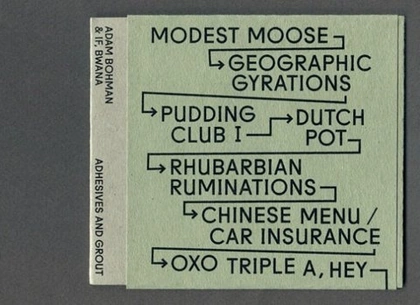 ADAM BOHMAN
& IF, BWANA
ADHESIVES AND GROUT
MODEST MOOSE
GEOGRAPHIC
GYRATIONS
PUDDING
CLUB I
DUTCH
POT
RHUBARBIAN
RUMINATIONS
CHINESE MENU /
CAR INSURANCE
OXO TRIPLE A, HEY